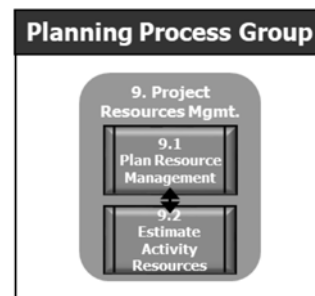 Planning Process Group
9. Project
Resources Mgmt.
9.1
Plan Resource
Management
9.2
Estimate
Activity
Resources